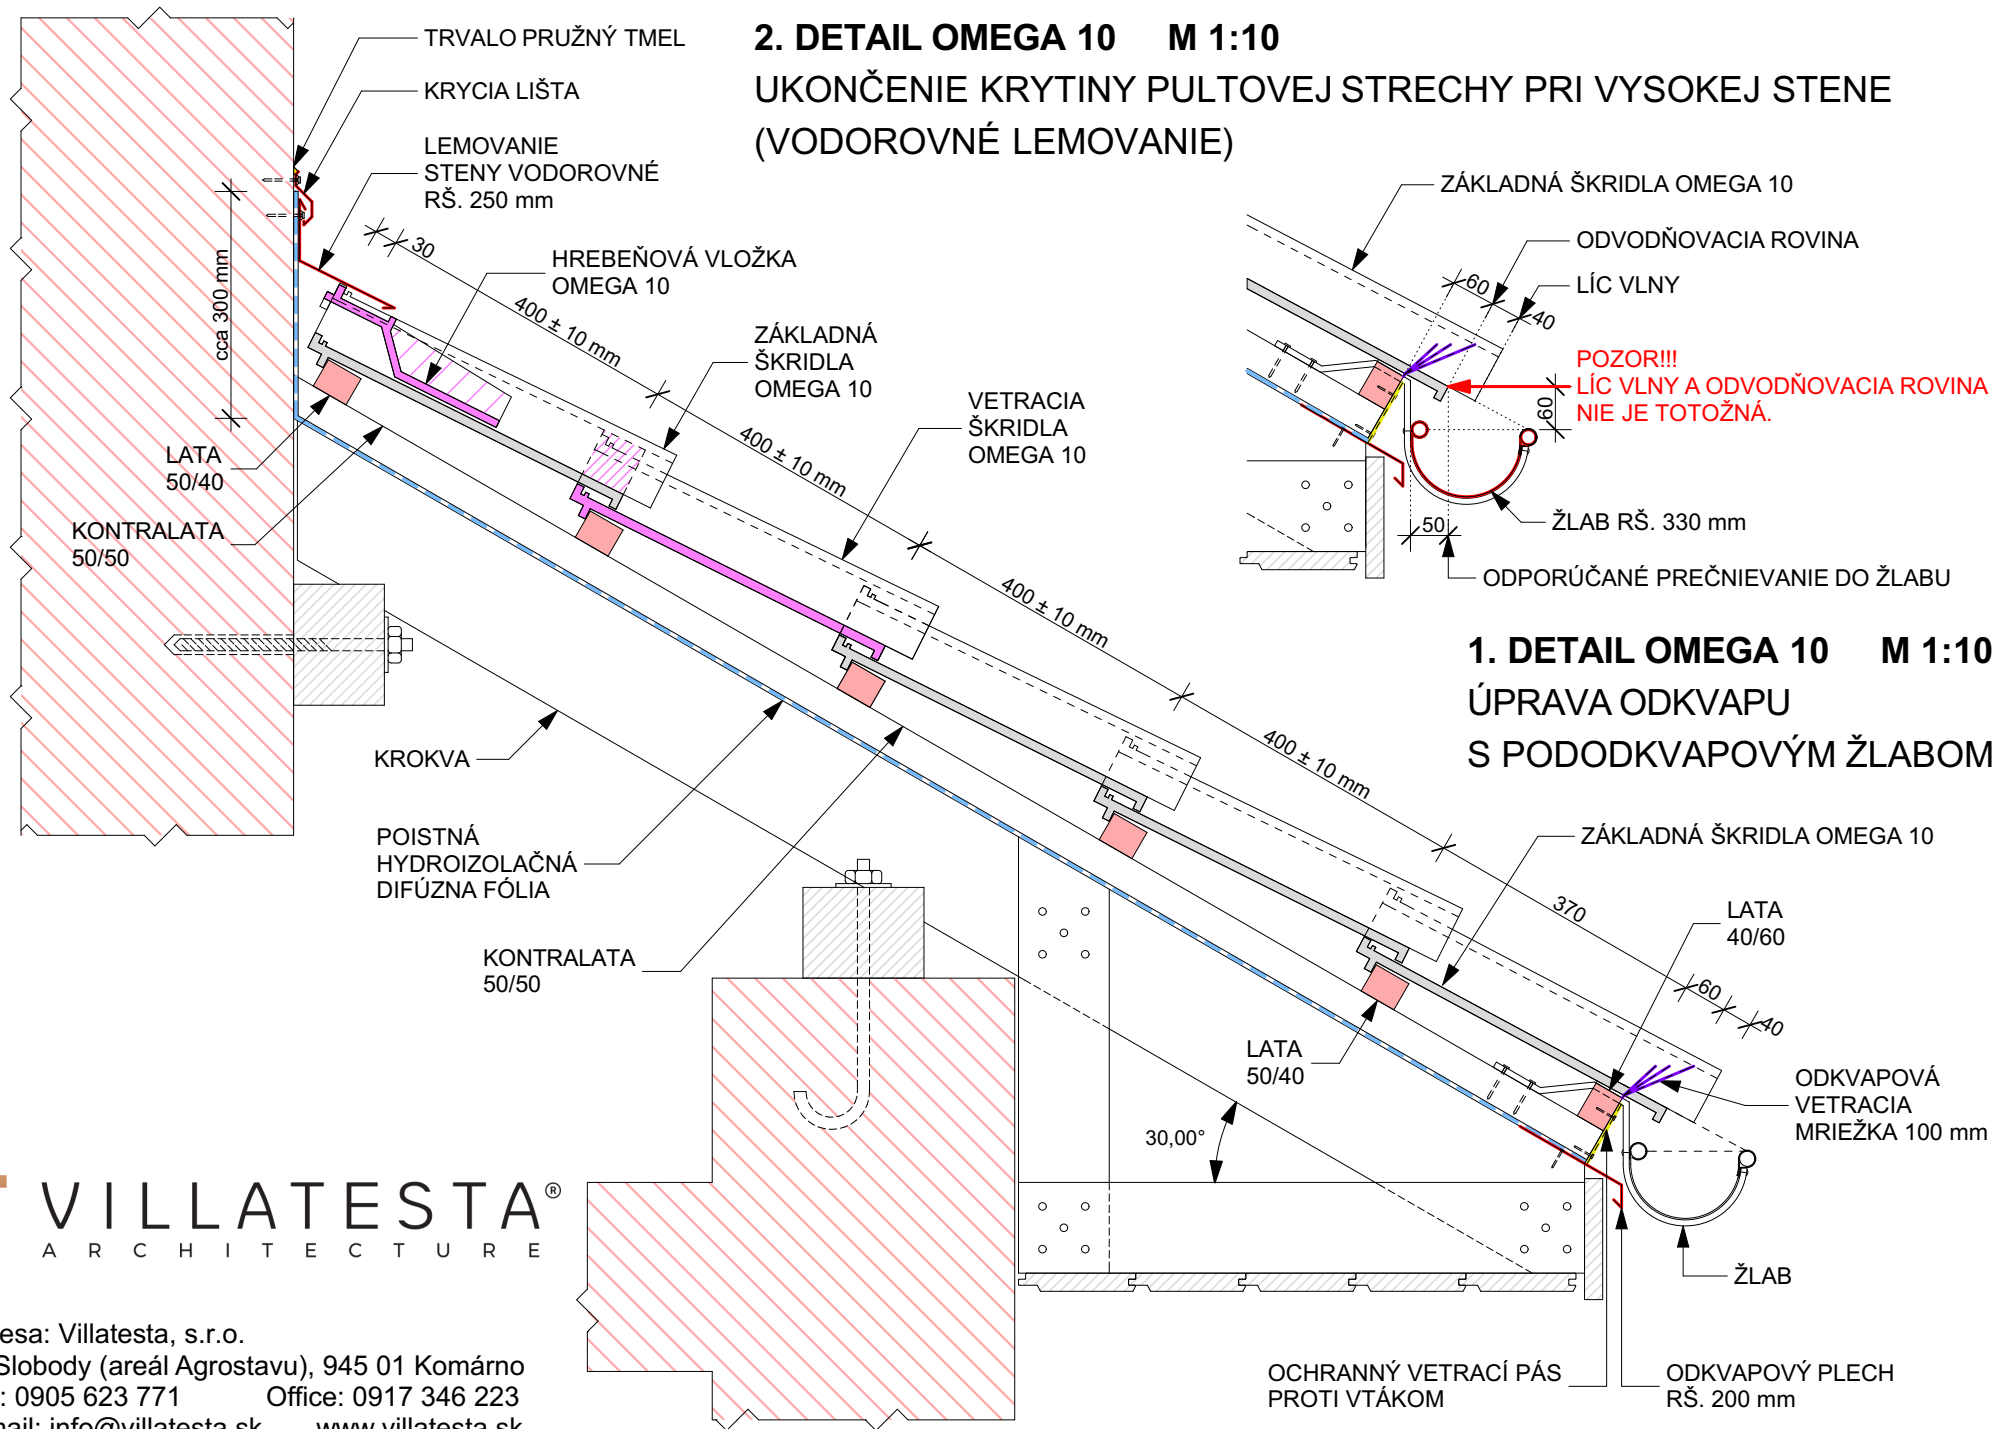 2. DETAIL OMEGA 10 M 1:10
UKONČENIE KRYTINY PULTOVEJ STRECHY PRI VYSOKEJ STENE
(VODOROVNÉ LEMOVANIE)
TRVALO PRUŽNÝ TMEL
KRYCIA LIŠTA
LEMOVANIE
STENY VODOROVNÉ
RŠ. 250 mm
cca 300 mm
30
HREBEŇOVÁ VLOŽKA
OMEGA 10
400 ± 10 mm
ZÁKLADNÁ
ŠKRIDLA
OMEGA 10
400 ± 10 mm
VETRACIA
ŠKRIDLA
OMEGA 10
400 ± 10 mm
400 ± 10 mm
370
60
40
LATA
50/40
KONTRALATA
50/50
KROKVA
POISTNÁ
HYDROIZOLAČNÁ
DIFÚZNA FÓLIA
KONTRALATA
50/50
ZÁKLADNÁ ŠKRIDLA OMEGA 10
ODVODŇOVACIA ROVINA
LÍC VLNY
60
40
POZOR!!!
LÍC VLNY A ODVODŇOVACIA ROVINA
NIE JE TOTOŽNÁ.
60
ŽLAB RŠ. 330 mm
50
ODPORÚČANÉ PREČNIEVANIE DO ŽLABU
1. DETAIL OMEGA 10 M 1:10
ÚPRAVA ODKVAPU
S PODODKVAPOVÝM ŽLABOM
ZÁKLADNÁ ŠKRIDLA OMEGA 10
LATA
40/60
LATA
50/40
30,00°
ODKVAPOVÁ
VETRACIA
MRIEŽKA 100 mm
ŽLAB
OCHRANNÝ VETRACÍ PÁS
PROTI VTÁKOM
ODKVAPOVÝ PLECH
RŠ. 200 mm
VILLATESTA®
ARCHITECTURE
esa: Villatesta, s.r.o.
Slobody (areál Agrostavu), 945 01 Komárno
: 0905 623 771 Office: 0917 346 223
ail: info@villatesta.sk www.villatesta.sk